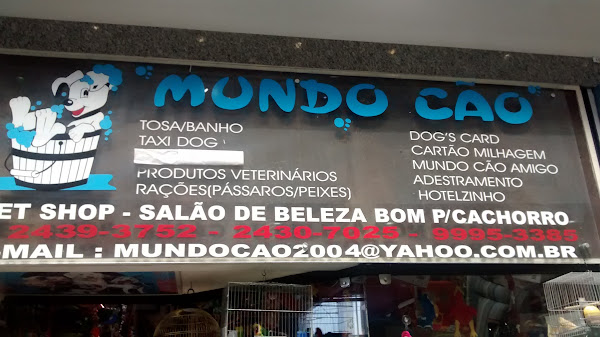 MUNDO CÃO
TOSA/BANHO
TAXI DOG
PRODUTOS VETERINÁRIOS
RAÇÕES(PÁSSAROS/PEIXES)
DOG'S CARD
CARTÃO MILHAGEM
MUNDO CÃO AMIGO
ADESTRAMENTO
HOTELZINHO
ET SHOP - SALÃO DE BELEZA BOM P/CACHORRO
2439-3752 - 2430-7025 - 9995-3385
-MAIL : MUNDOCAO2004@YAHOO.COM.BR